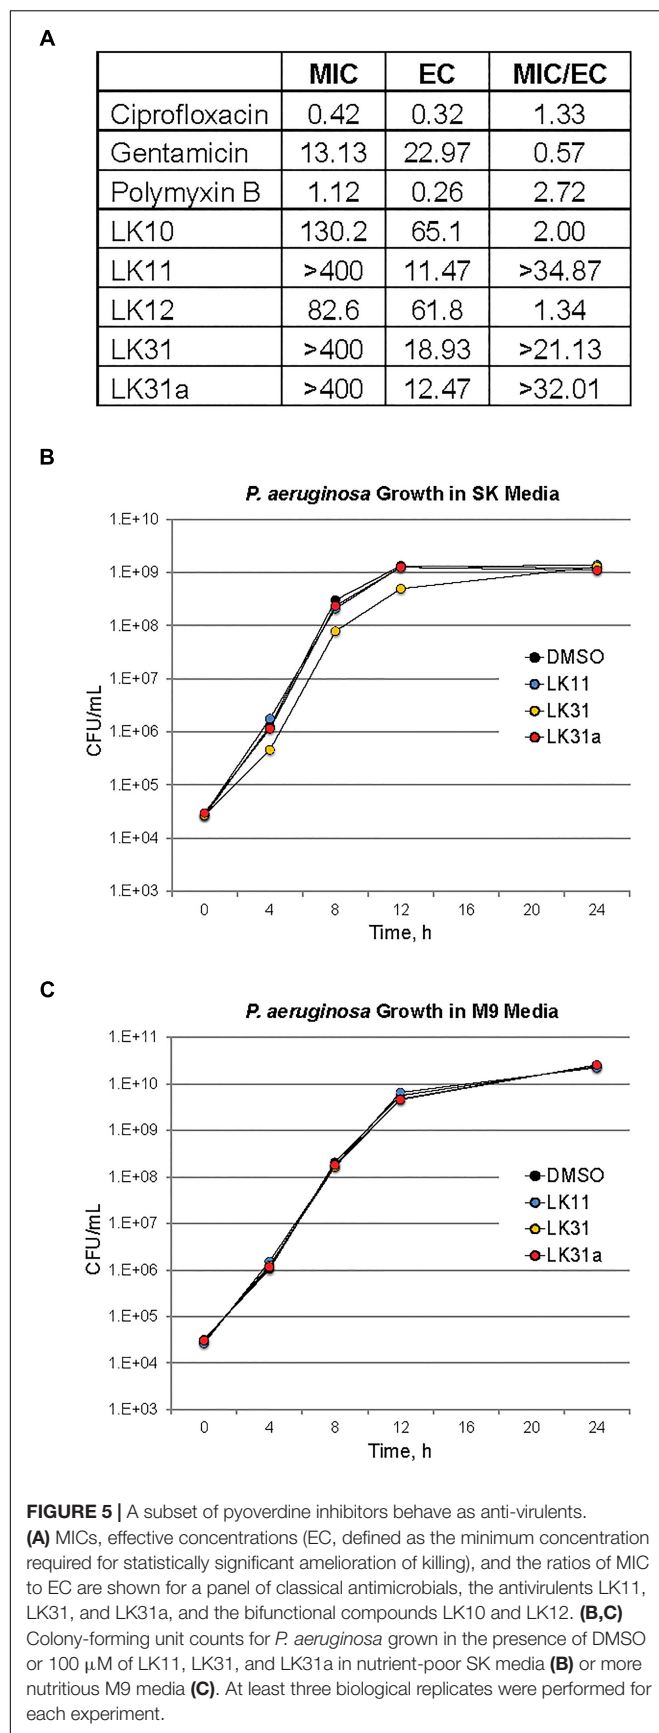 A
MIC EC MIC/EC
Ciprofloxacin 0.42 0.32 1.33
Gentamicin 13.13 22.97 0.57
Polymyxin B 1.12 0.26 2.72
LK10 130.2 65.1 2.00
LK11 >400 11.47 >34.87
LK12 82.6 61.8 1.34
LK31 >400 18.93 >21.13
LK31a >400 12.47 >32.01
B
P. aeruginosa Growth in SK Media
1.E+10
1.E+09
1.E+08
1.E+07
1.E+06
1.E+05
1.E+04
1.E+03
CFU/mL
DMSO
LK11
LK31
LK31a
0 4 8 12 16 20 24
Time, h
C
P. aeruginosa Growth in M9 Media
1.E+11
1.E+10
1.E+09
1.E+08
1.E+07
1.E+06
1.E+05
1.E+04
1.E+03
CFU/mL
DMSO
LK11
LK31
LK31a
0 4 8 12 16 20 24
Time, h
FIGURE 5 | A subset of pyoverdine inhibitors behave as anti-virulents.
(A) MICs, effective concentrations (EC, defined as the minimum concentration
required for statistically significant amelioration of killing), and the ratios of MIC
to EC are shown for a panel of classical antimicrobials, the antivirulents LK11,
LK31, and LK31a, and the bifunctional compounds LK10 and LK12. (B,C)
Colony-forming unit counts for P. aeruginosa grown in the presence of DMSO
or 100 μM of LK11, LK31, and LK31a in nutrient-poor SK media (B) or more
nutritious M9 media (C). At least three biological replicates were performed for
each experiment.